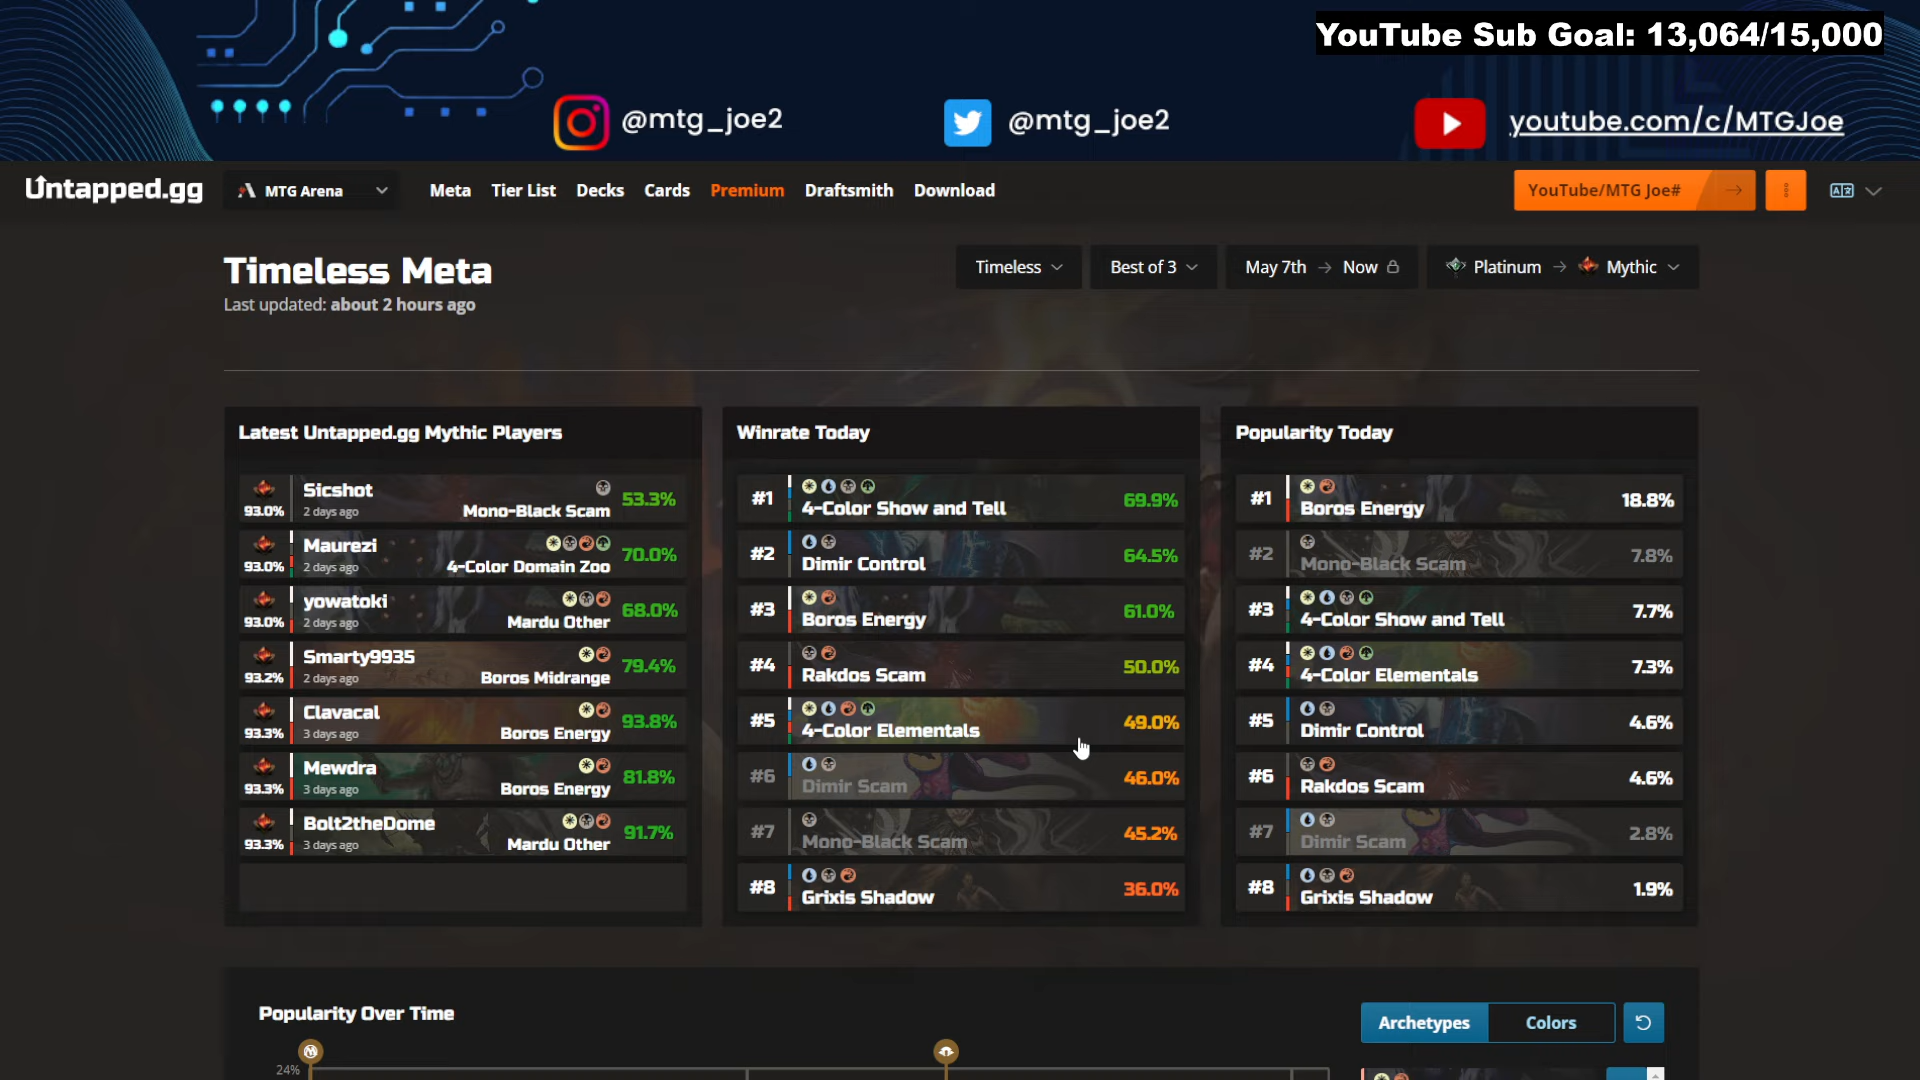 YouTube Sub Goal: 13,064/15,000
@mtg_joe2
@mtg_joe2
youtube.com/c/MTGJoe
Untapped.gg
MTG Arena
Meta
Tier List
Decks
Cards
Premium
Draftsmith
Download
YouTube/MTG Joe#
Timeless Meta
Last updated: about 2 hours ago
Timeless
Best of 3
May 7th → Now
Platinum → Mythic
Latest Untapped.gg Mythic Players
93.0%
Sicshot
2 days ago
Mono-Black Scam
53.3%
93.0%
Maurezi
2 days ago
4-Color Domain Zoo
70.0%
93.0%
yowatoki
2 days ago
Mardu Other
68.0%
93.2%
Smarty9935
2 days ago
Boros Midrange
79.4%
93.3%
Clavacal
3 days ago
Boros Energy
93.8%
93.3%
Mewdra
3 days ago
Boros Energy
81.8%
93.3%
Bolt2theDome
3 days ago
Mardu Other
91.7%
Winrate Today
#1
4-Color Show and Tell
69.9%
#2
Dimir Control
64.5%
#3
Boros Energy
61.0%
#4
Rakdos Scam
50.0%
#5
4-Color Elementals
49.0%
#6
Dimir Scam
46.0%
#7
Mono-Black Scam
45.2%
#8
Grixis Shadow
36.0%
Popularity Today
#1
Boros Energy
18.8%
#2
Mono-Black Scam
7.8%
#3
4-Color Show and Tell
7.7%
#4
4-Color Elementals
7.3%
#5
Dimir Control
4.6%
#6
Rakdos Scam
4.6%
#7
Dimir Scam
2.8%
#8
Grixis Shadow
1.9%
Popularity Over Time
Archetypes
Colors
24%